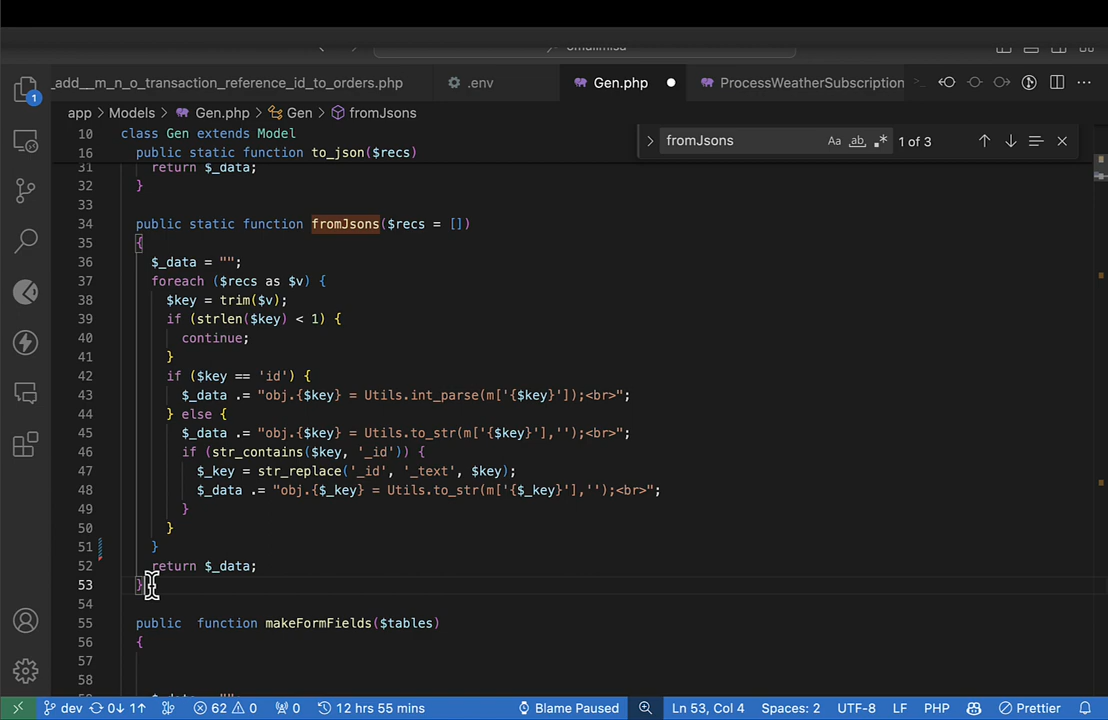 _add__m_n_o_transaction_reference_id_to_orders.php
.env
Gen.php
ProcessWeatherSubscription
1
app > Models > Gen.php > Gen > fromJsons
fromJsons
Aa ab .* 1 of 3
10 class Gen extends Model
16 public static function to_json($recs)
31 return $_data;
32 }
33
34 public static function fromJsons($recs = [])
35 {
36 $_data = "";
37 foreach ($recs as $v) {
38 $key = trim($v);
39 if (strlen($key) < 1) {
40 continue;
41 }
42 if ($key == 'id') {
43 $_data .= "obj.{$key} = Utils.int_parse(m['{$key}']);<br>";
44 } else {
45 $_data .= "obj.{$key} = Utils.to_str(m['{$key}'],'');<br>";
46 if (str_contains($key, '_id')) {
47 $_key = str_replace('_id', '_text', $key);
48 $_data .= "obj.{$_key} = Utils.to_str(m['{$_key}'],'');<br>";
49 }
50 }
51 }
52 return $_data;
53 }
54
55 public  function makeFormFields($tables)
56 {
57
58
dev 0↓ 1↑ 62 0 0 12 hrs 55 mins Blame Paused Ln 53, Col 4 Spaces: 2 UTF-8 LF PHP Prettier